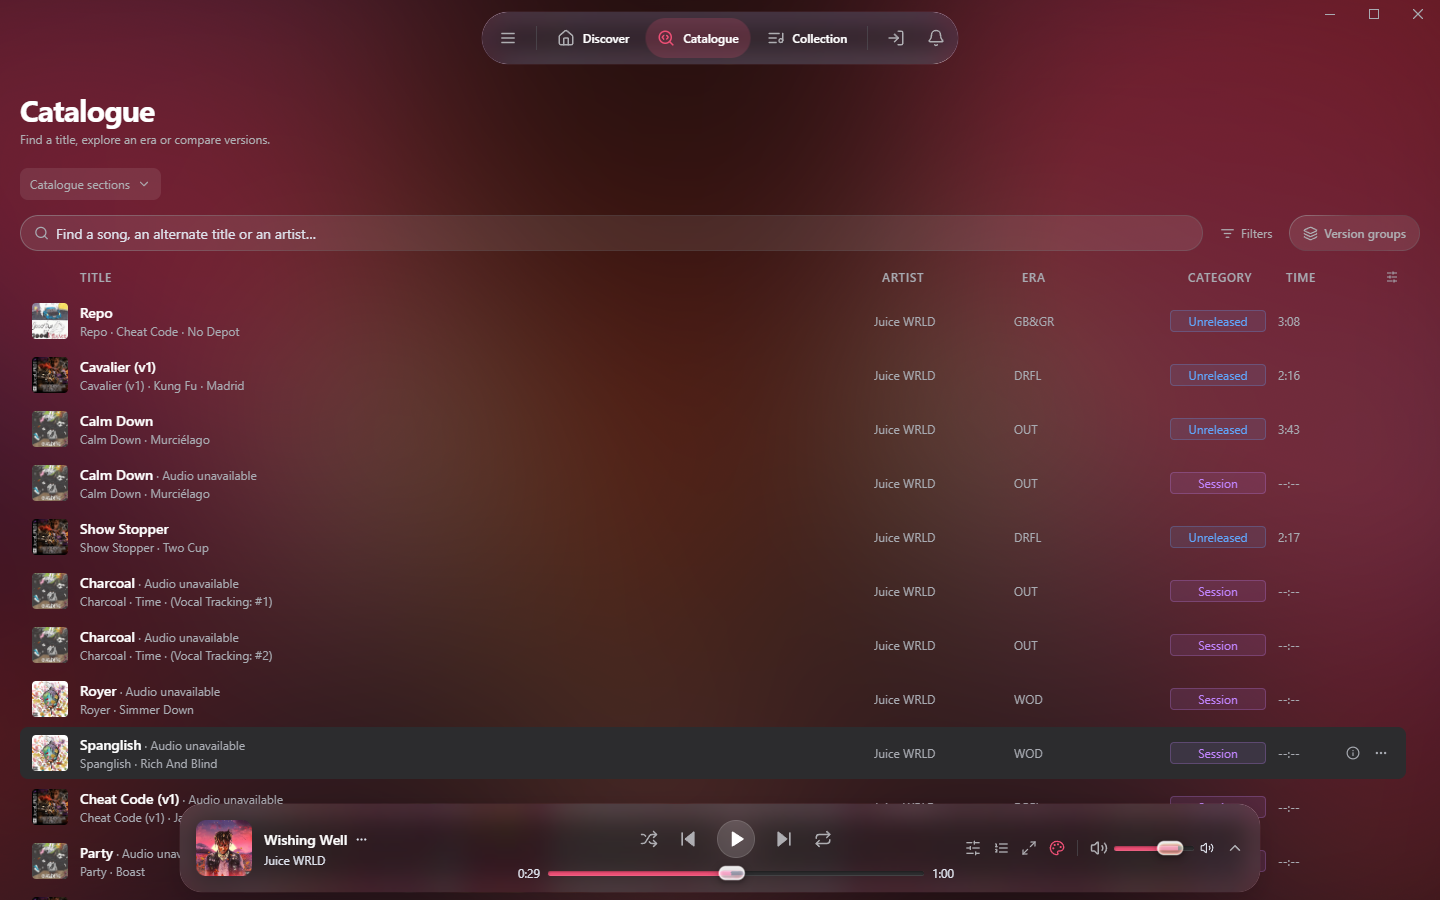 Discover
Catalogue
Collection
Catalogue
Find a title, explore an era or compare versions.
Catalogue sections
Find a song, an alternate title or an artist...
Filters
Version groups
TITLE ARTIST ERA CATEGORY TIME
Repo
Repo · Cheat Code · No Depot
Juice WRLD GB&GR Unreleased 3:08
Cavalier (v1)
Cavalier (v1) · Kung Fu · Madrid
Juice WRLD DRFL Unreleased 2:16
Calm Down
Calm Down · Murciélago
Juice WRLD OUT Unreleased 3:43
Calm Down · Audio unavailable
Calm Down · Murciélago
Juice WRLD OUT Session --:--
Show Stopper
Show Stopper · Two Cup
Juice WRLD DRFL Unreleased 2:17
Charcoal · Audio unavailable
Charcoal · Time · (Vocal Tracking: #1)
Juice WRLD OUT Session --:--
Charcoal · Audio unavailable
Charcoal · Time · (Vocal Tracking: #2)
Juice WRLD OUT Session --:--
Royer · Audio unavailable
Royer · Simmer Down
Juice WRLD WOD Session --:--
Spanglish · Audio unavailable
Spanglish · Rich And Blind
Juice WRLD WOD Session --:--
Cheat Code (v1) · Audio unavailable
Cheat Code (v1) ·
--:--
Party · Audio
Party · Boast
--:--
Wishing Well
Juice WRLD
0:29
1:00